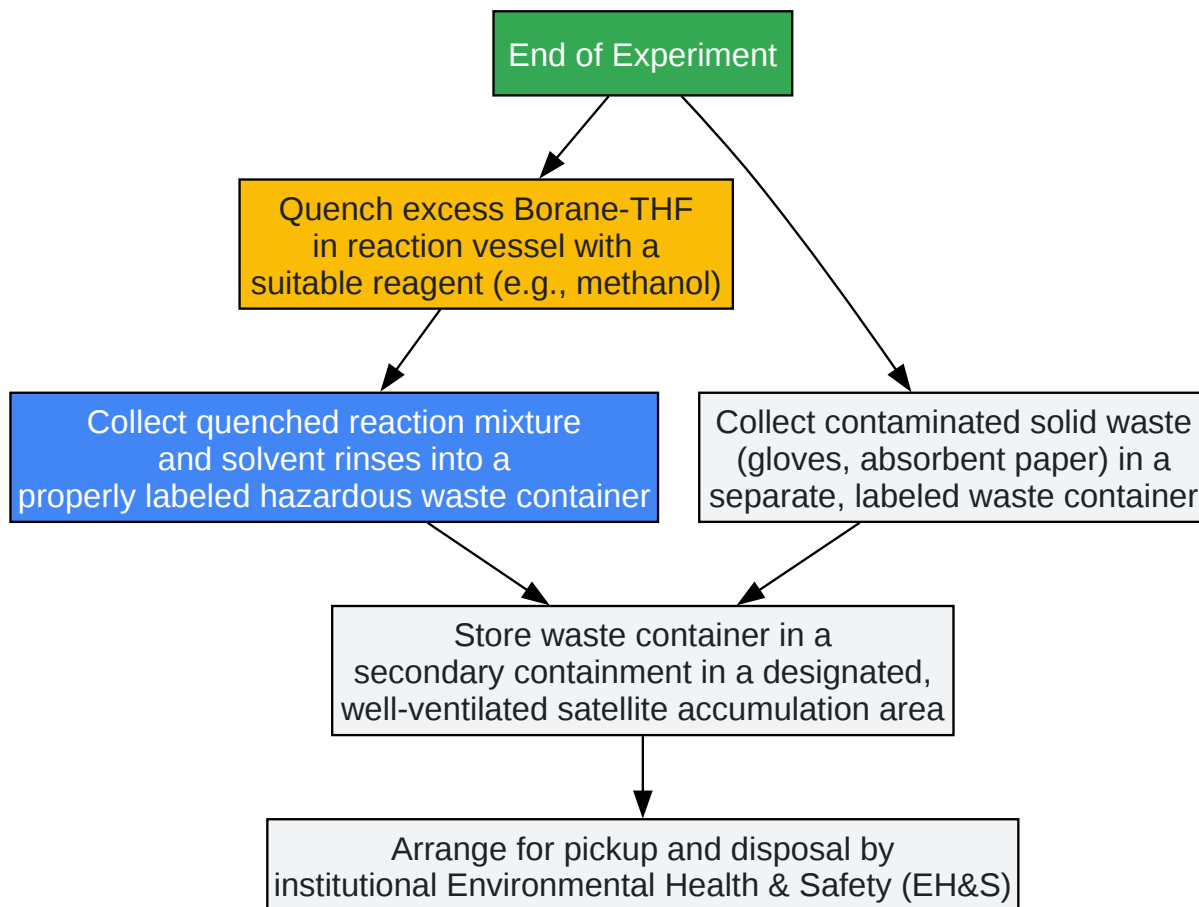 End of Experiment
Quench excess Borane-THF
in reaction vessel with a
suitable reagent (e.g., methanol)
Collect quenched reaction mixture
and solvent rinses into a
properly labeled hazardous waste container
Collect contaminated solid waste
(gloves, absorbent paper) in a
separate, labeled waste container
Store waste container in a
secondary containment in a designated,
well-ventilated satellite accumulation area
Arrange for pickup and disposal by
institutional Environmental Health & Safety (EH&S)